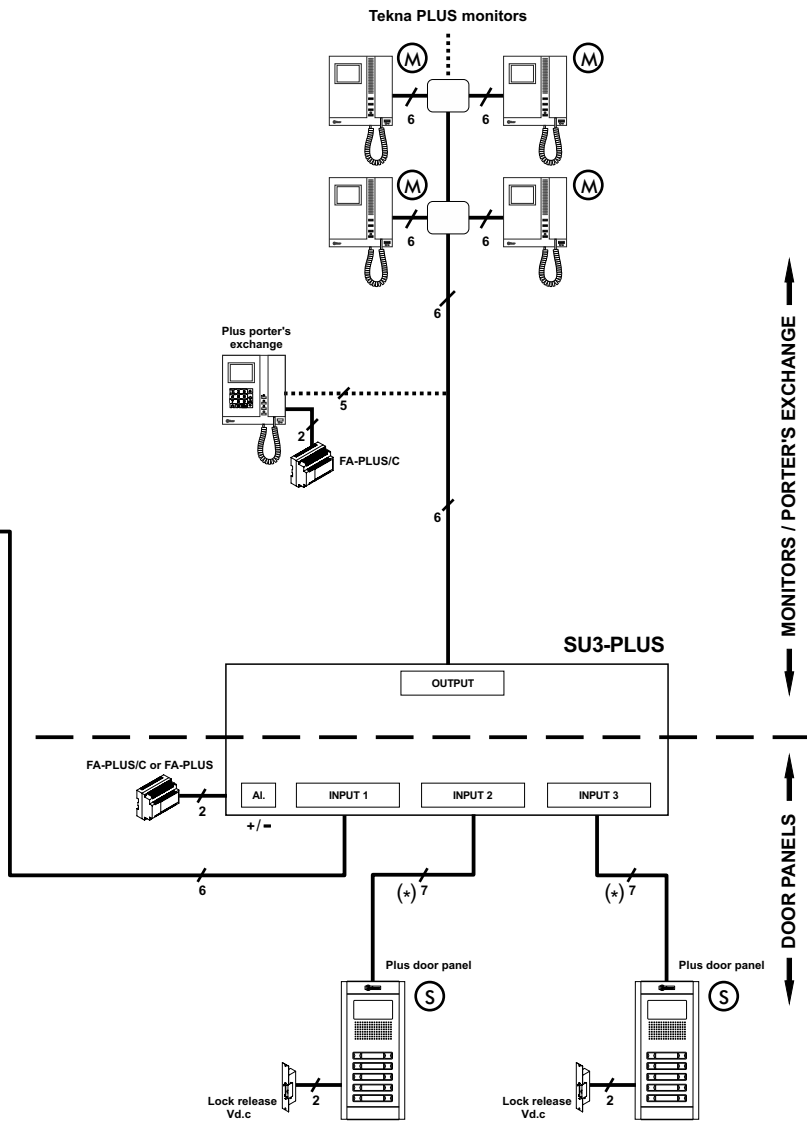 Tekna PLUS monitors
M
M
6
6
M
M
6
6
6
Plus porter's
exchange
5
2
FA-PLUS/C
6
MONITORS / PORTER'S EXCHANGE
SU3-PLUS
OUTPUT
FA-PLUS/C or FA-PLUS
2
Al.
INPUT 1
INPUT 2
INPUT 3
+/-
6
(*) 7
(*) 7
DOOR PANELS
Plus door panel
S
Plus door panel
S
Lock release
Vd.c
2
Lock release
Vd.c
2